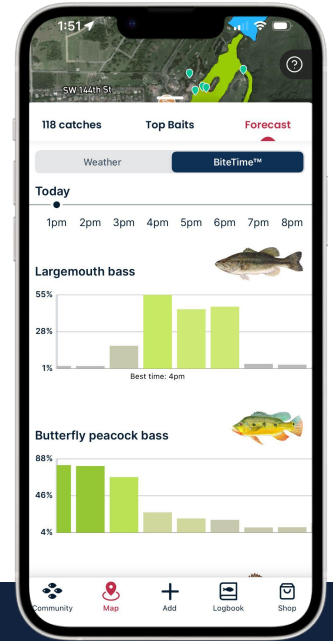 1:51
SW 144th St
118 catches Top Baits Forecast
Weather BiteTime™
Today
1pm 2pm 3pm 4pm 5pm 6pm 7pm 8pm
Largemouth bass
55%
28%
1%
Best time: 4pm
Butterfly peacock bass
88%
46%
4%
Community Map Add Logbook Shop